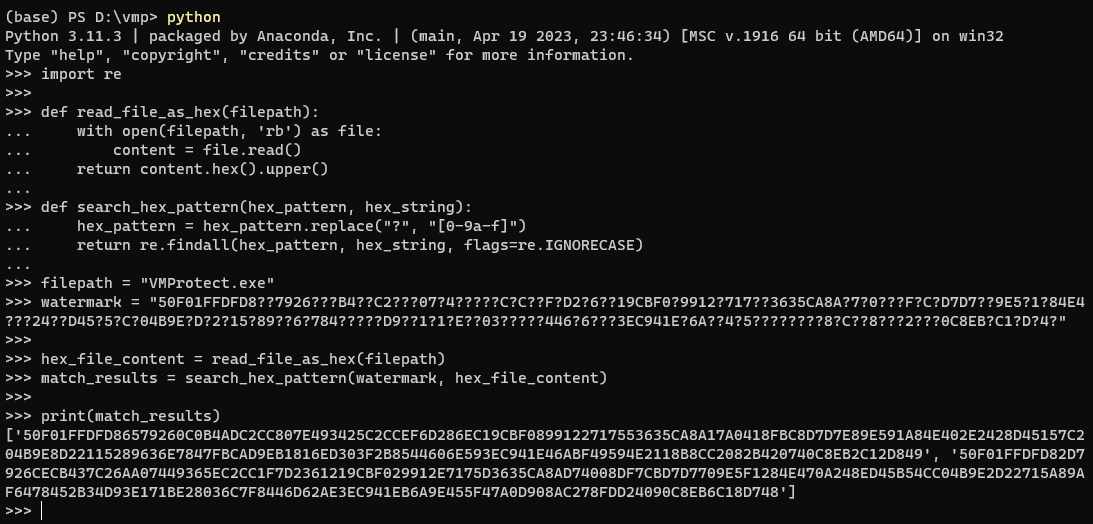 (base) PS D:\vmp> python
Python 3.11.3 | packaged by Anaconda, Inc. | (main, Apr 19 2023, 23:46:34) [MSC v.1916 64 bit (AMD64)] on win32
Type "help", "copyright", "credits" or "license" for more information.
>>> import re
>>>
>>> def read_file_as_hex(filepath):
...     with open(filepath, 'rb') as file:
...         content = file.read()
...     return content.hex().upper()
...
>>> def search_hex_pattern(hex_pattern, hex_string):
...     hex_pattern = hex_pattern.replace("?", "[0-9a-f]")
...     return re.findall(hex_pattern, hex_string, flags=re.IGNORECASE)
...
>>> filepath = "VMProtect.exe"
>>> watermark = "50F01FFDFD8??7926???B4??C2???07?4?????C?C??F?D2?6??19CBF0?9912?717??3635CA8A?7?0???F?C?D7D7??9E5?1?84E4
???24??D45?5?C?04B9E?D?2?15?89??6?784?????D9??1?1?E??03?????446?6???3EC941E?6A??4?5????????8?C??8???2???0C8EB?C1?D?4?"
>>>
>>> hex_file_content = read_file_as_hex(filepath)
>>> match_results = search_hex_pattern(watermark, hex_file_content)
>>>
>>> print(match_results)
['50F01FFDFD86579260C0B4ADC2CC807E493425C2CCEF6D286EC19CBF0899122717553635CA8A17A0418FBC8D7D7E89E591A84E402E2428D45157C2
04B9E8D22115289636E7847FBCAD9EB1816ED303F2B8544606E593EC941E46ABF49594E2118B8CC2082B420740C8EB2C12D849', '50F01FFDFD82D7
926CECB437C26AA07449365EC2CC1F7D2361219CBF029912E7175D3635CA8AD74008DF7CBD7D7709E5F1284E470A248ED45B54CC04B9E2D22715A89A
F6478452B34D93E171BE28036C7F8446D62AE3EC941EB6A9E455F47A0D908AC278FDD24090C8EB6C18D748']
>>>